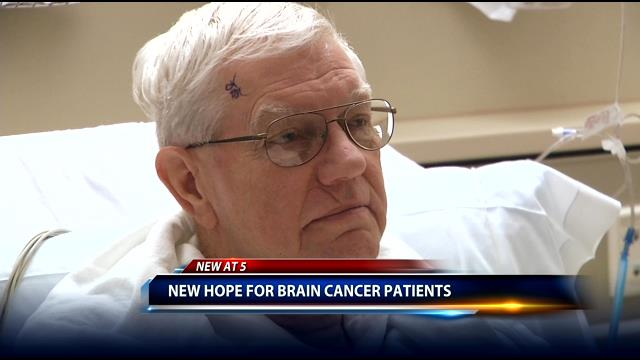 NEW AT 5
NEW HOPE FOR BRAIN CANCER PATIENTS